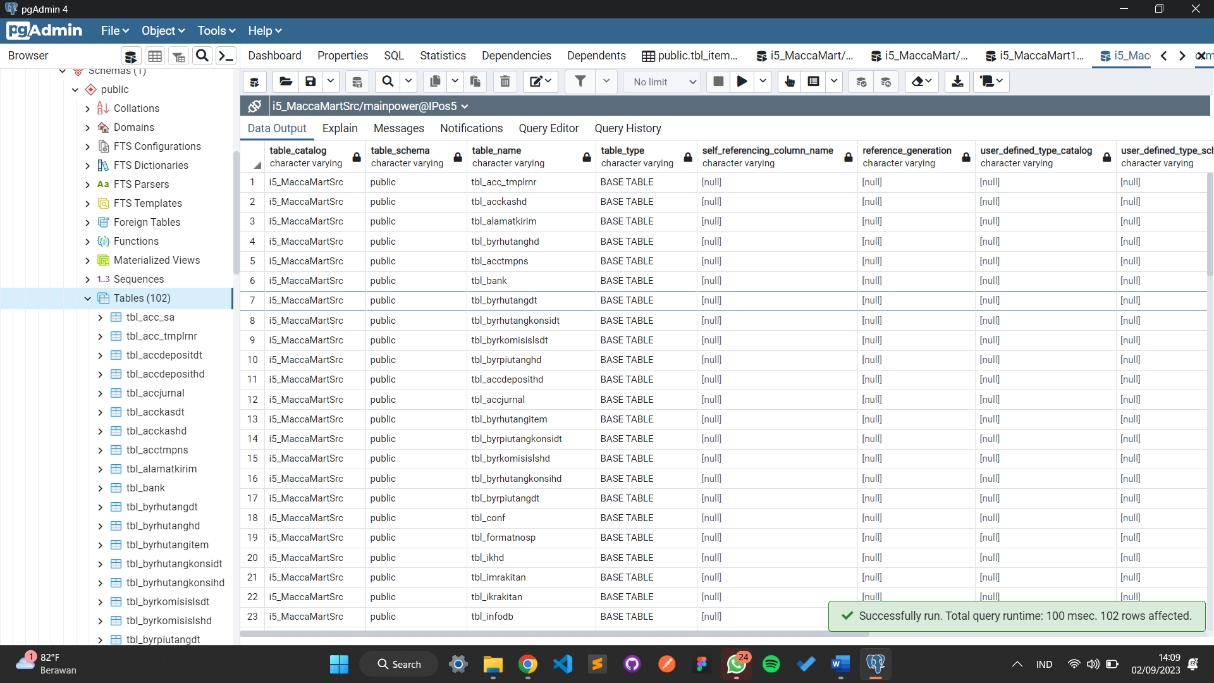 pgAdmin 4
pgAdmin File Object Tools Help
Browser
Dashboard Properties SQL Statistics Dependencies Dependents public.tbl_item... i5_MaccaMart/... i5_MaccaMart/... i5_MaccaMart1...
No limit
i5_MaccaMartSrc/mainpower@IPos5
Data Output Explain Messages Notifications Query Editor Query History
Schemas (1)
public
Collations
Domains
FTS Configurations
FTS Dictionaries
Aa FTS Parsers
FTS Templates
Foreign Tables
Functions
Materialized Views
1..3 Sequences
Tables (102)
tbl_acc_sa
tbl_acc_tmplrnr
tbl_accdepositdt
tbl_accdeposithd
tbl_accjurnal
tbl_acckasdt
tbl_acckashd
tbl_acctmpns
tbl_alamatkirim
tbl_bank
tbl_byrhutangdt
tbl_byrhutanghd
tbl_byrhutangitem
tbl_byrhutangkonsidt
tbl_byrhutangkonsihd
tbl_byrkomisislsdt
tbl_byrkomisislshd
tbl_byrpiutangdt
table_catalog table_schema table_name table_type self_referencing_column_name reference_generation user_defined_type_catalog user_defined_type_scl
character varying character varying character varying character varying character varying character varying character varying character varying
1 i5_MaccaMartSrc public tbl_acc_tmplrnr BASE TABLE [null] [null] [null] [null]
2 i5_MaccaMartSrc public tbl_acckashd BASE TABLE [null] [null] [null] [null]
3 i5_MaccaMartSrc public tbl_alamatkirim BASE TABLE [null] [null] [null] [null]
4 i5_MaccaMartSrc public tbl_byrhutanghd BASE TABLE [null] [null] [null] [null]
5 i5_MaccaMartSrc public tbl_acctmpns BASE TABLE [null] [null] [null] [null]
6 i5_MaccaMartSrc public tbl_bank BASE TABLE [null] [null] [null] [null]
7 i5_MaccaMartSrc public tbl_byrhutangdt BASE TABLE [null] [null] [null] [null]
8 i5_MaccaMartSrc public tbl_byrhutangkonsidt BASE TABLE [null] [null] [null] [null]
9 i5_MaccaMartSrc public tbl_byrkomisislsdt BASE TABLE [null] [null] [null] [null]
10 i5_MaccaMartSrc public tbl_byrpiutanghd BASE TABLE [null] [null] [null] [null]
11 i5_MaccaMartSrc public tbl_accdeposithd BASE TABLE [null] [null] [null] [null]
12 i5_MaccaMartSrc public tbl_accjurnal BASE TABLE [null] [null] [null] [null]
13 i5_MaccaMartSrc public tbl_byrhutangitem BASE TABLE [null] [null] [null] [null]
14 i5_MaccaMartSrc public tbl_byrpiutangkonsidt BASE TABLE [null] [null] [null] [null]
15 i5_MaccaMartSrc public tbl_byrkomisislshd BASE TABLE [null] [null] [null] [null]
16 i5_MaccaMartSrc public tbl_byrhutangkonsihd BASE TABLE [null] [null] [null] [null]
17 i5_MaccaMartSrc public tbl_byrpiutangdt BASE TABLE [null] [null] [null] [null]
18 i5_MaccaMartSrc public tbl_conf BASE TABLE [null] [null] [null] [null]
19 i5_MaccaMartSrc public tbl_formatnosp BASE TABLE [null] [null] [null] [null]
20 i5_MaccaMartSrc public tbl_ikhd BASE TABLE [null] [null] [null] [null]
21 i5_MaccaMartSrc public tbl_imrakitan BASE TABLE [null] [null] [null] [null]
22 i5_MaccaMartSrc public tbl_ikrakitan BASE TABLE [null] [null] [null] [null]
23 i5_MaccaMartSrc public tbl_infodb BASE TABLE [null]
Successfully run. Total query runtime: 100 msec. 102 rows affected.
1 82°F
Berawan
Search
24
IND
14:09
02/09/2023